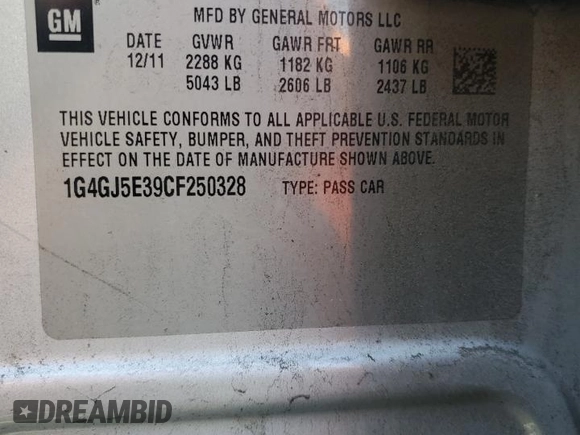 GM
MFD BY GENERAL MOTORS LLC
DATE GVWR GAWR FRT GAWR RR
12/11 2288 KG 1182 KG 1106 KG
5043 LB 2606 LB 2437 LB
THIS VEHICLE CONFORMS TO ALL APPLICABLE U.S. FEDERAL MOTOR
VEHICLE SAFETY, BUMPER, AND THEFT PREVENTION STANDARDS IN
EFFECT ON THE DATE OF MANUFACTURE SHOWN ABOVE.
1G4GJ5E39CF250328 TYPE: PASS CAR
DREAMBID